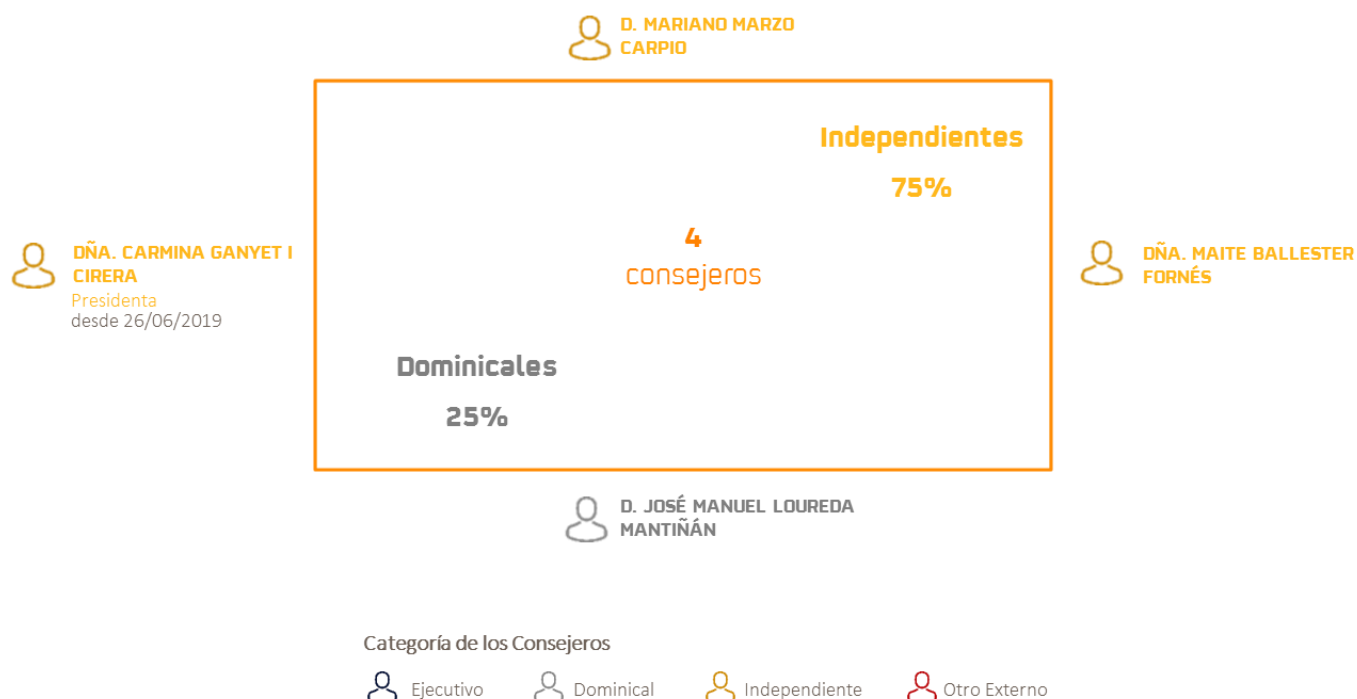 D. MARIANO MARZO
CARPIO
Independientes
75%
4
consejeros
DÑA. CARMINA GANYET I
CIRERA
Presidenta
desde 26/06/2019
DÑA. MAITE BALLESTER
FORNÉS
Dominicales
25%
D. JOSÉ MANUEL LOUREDA
MANTIÑÁN
Categoría de los Consejeros
Ejecutivo
Dominical
Independiente
Otro Externo